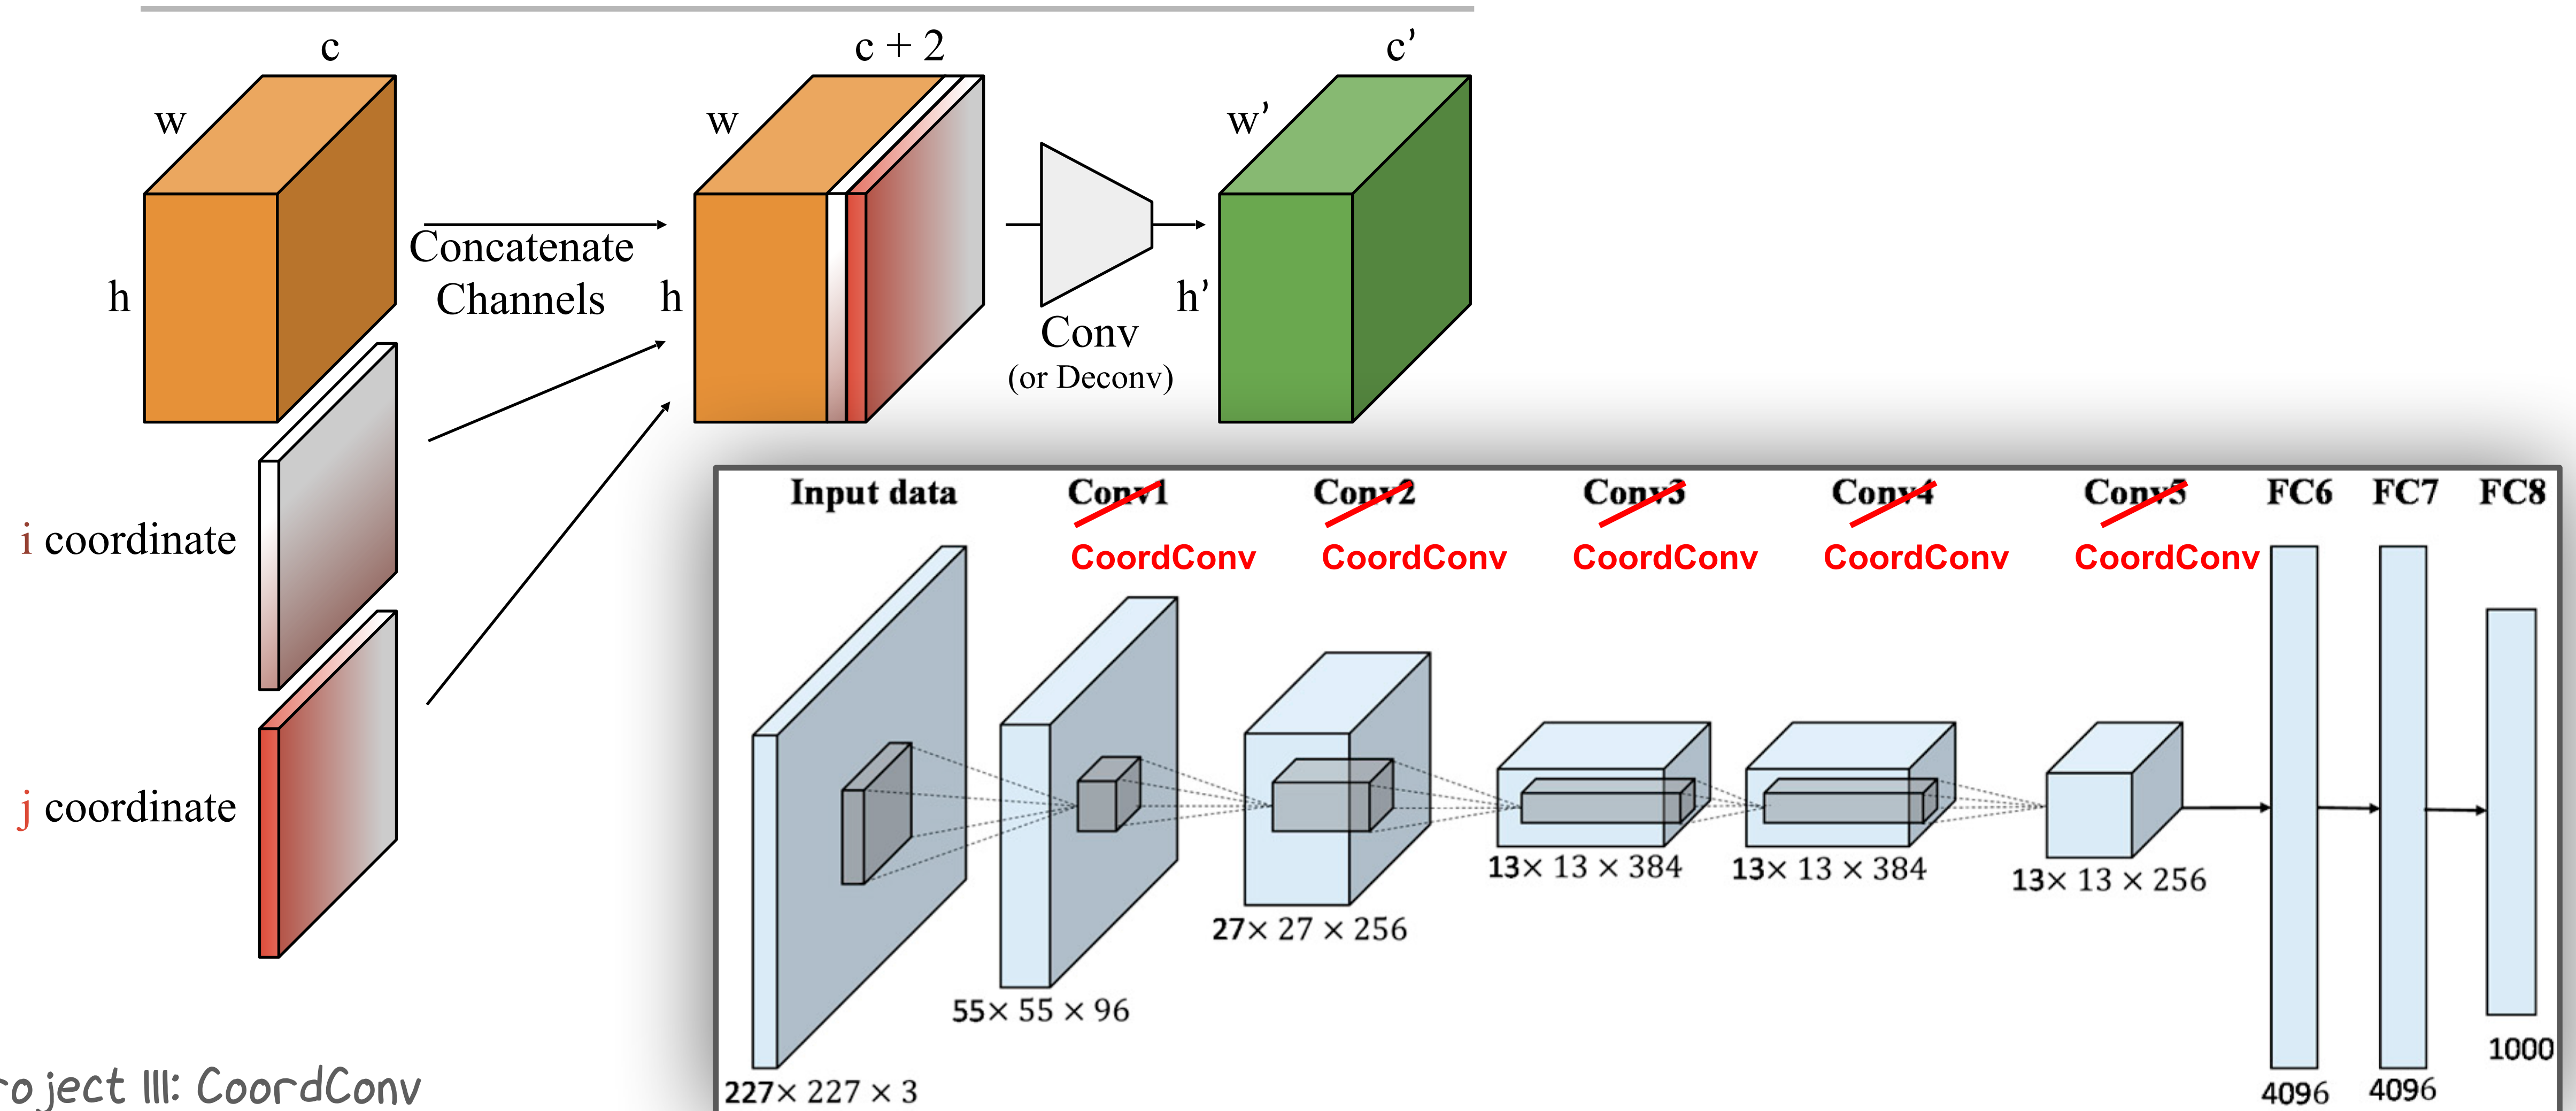 c
c + 2
c’
w
w
w’
Concatenate
Channels
h
h
h’
Conv
(or Deconv)
i coordinate
j coordinate
Input data
Conv1
Conv2
Conv3
Conv4
Conv5
FC6
FC7
FC8
CoordConv
CoordConv
CoordConv
CoordConv
CoordConv
227× 227 × 3
55× 55 × 96
27× 27 × 256
13× 13 × 384
13× 13 × 384
13× 13 × 256
4096
4096
1000
roject III: CoordConv